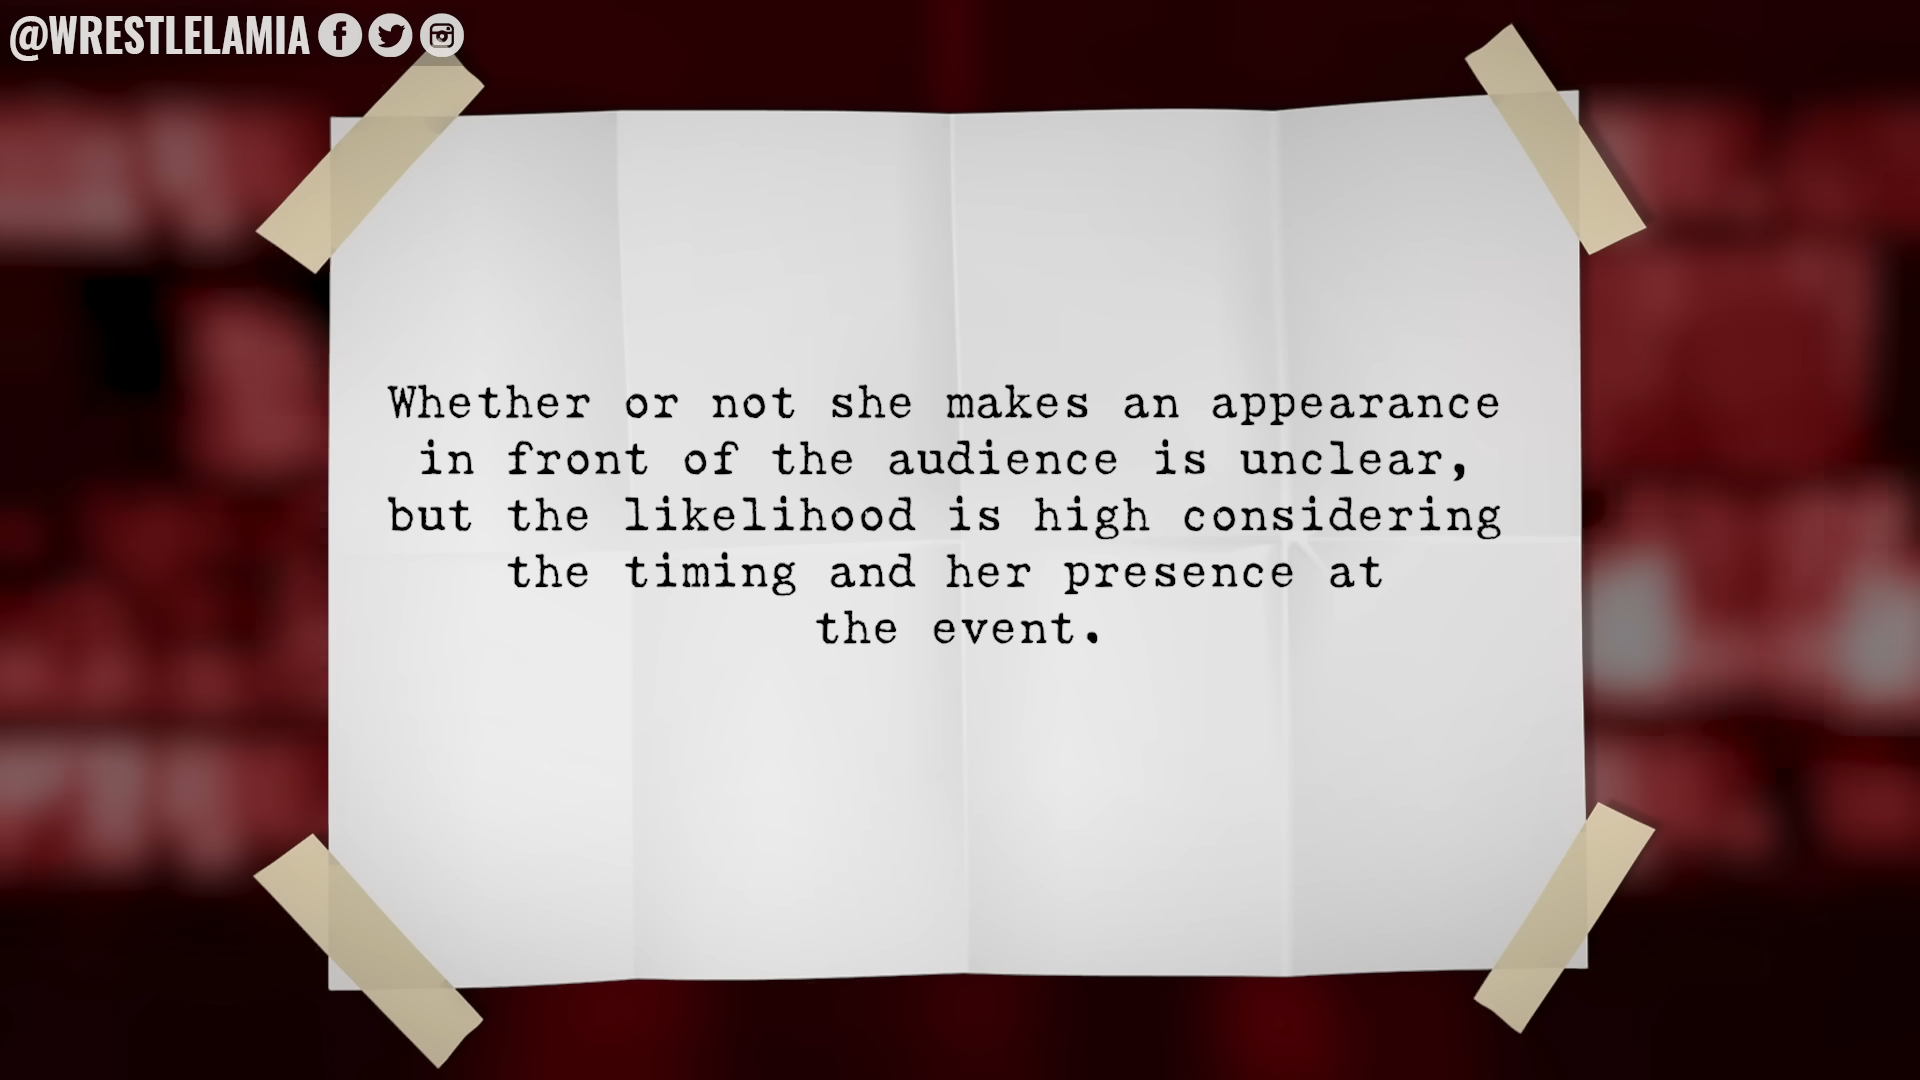 @WRESTLELAMIA
Whether or not she makes an appearance
in front of the audience is unclear,
but the likelihood is high considering
the timing and her presence at
the event.